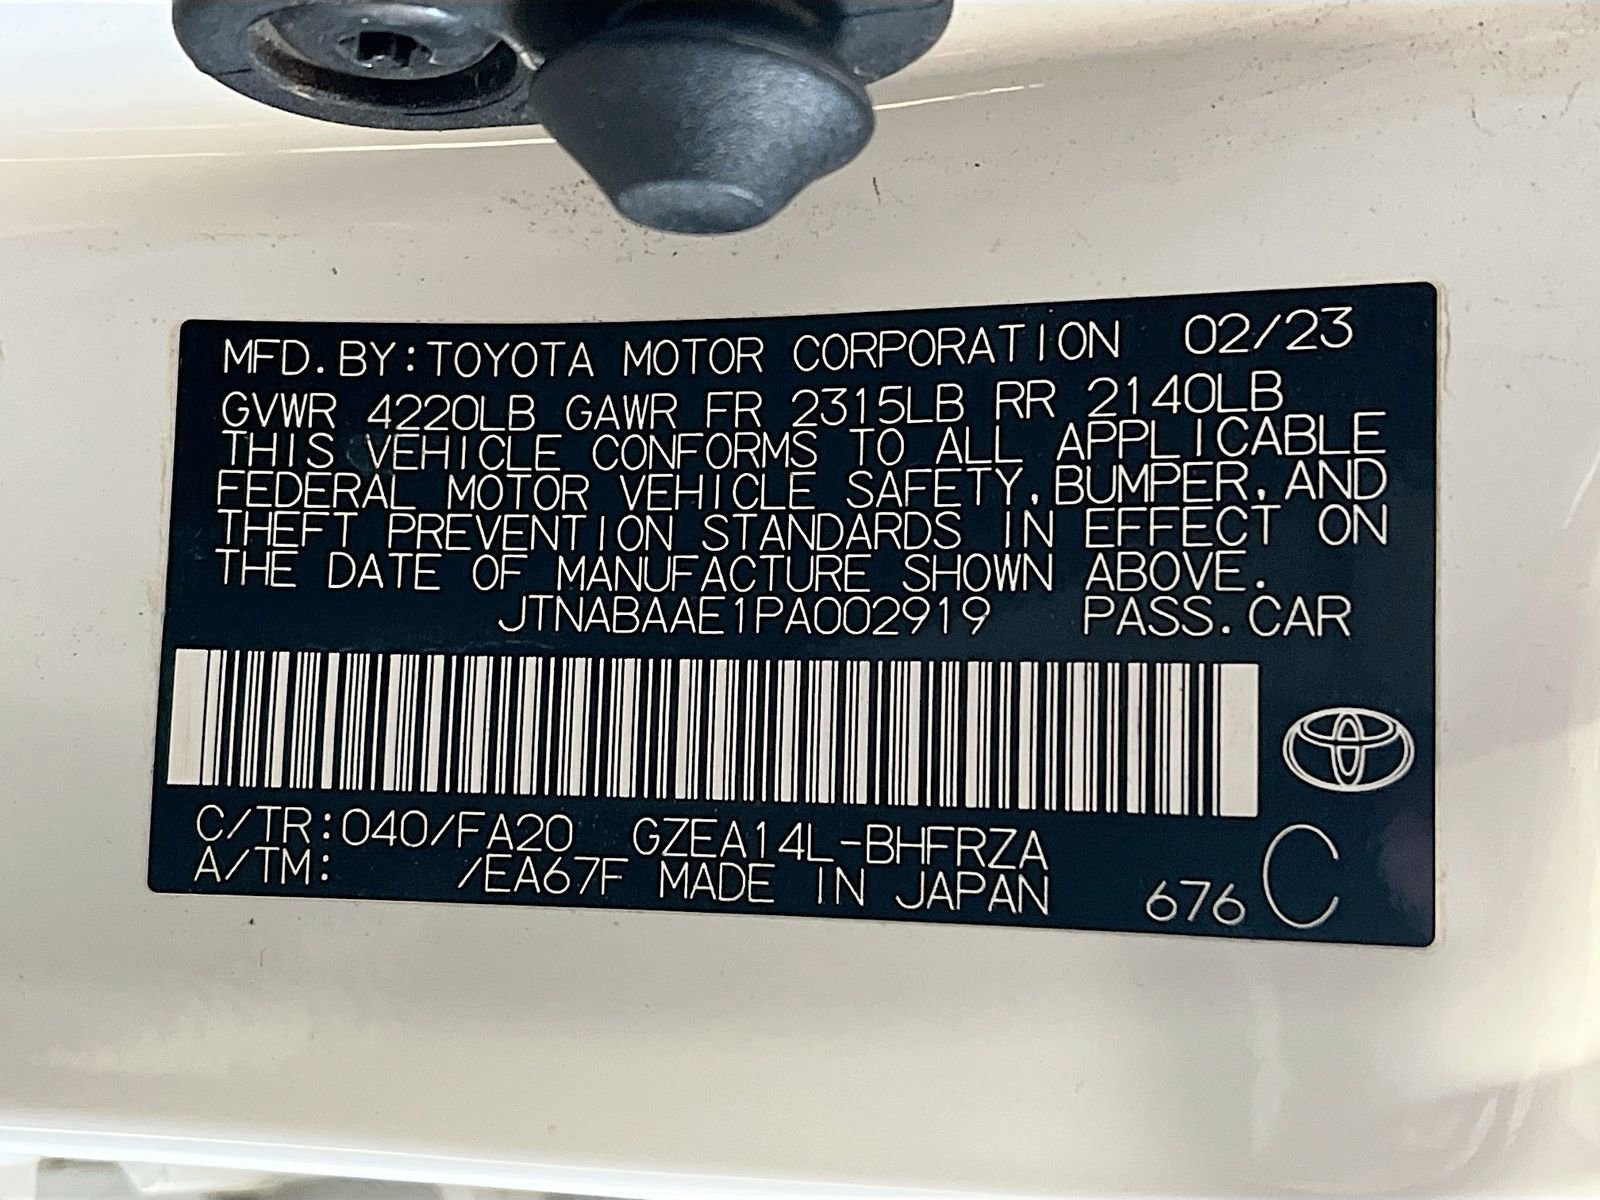 MFD.BY:TOYOTA MOTOR CORPORATION 02/23
GVWR 4220LB GAWR FR 2315LB RR 2140LB
THIS VEHICLE CONFORMS TO ALL APPLICABLE
FEDERAL MOTOR VEHICLE SAFETY,BUMPER,AND
THEFT PREVENTION STANDARDS IN EFFECT ON
THE DATE OF MANUFACTURE SHOWN ABOVE.
JTNABAAE1PA002919 PASS.CAR
C/TR:040/FA20 GZEA14L-BHFRZA
A/TM: /EA67F MADE IN JAPAN 676 C